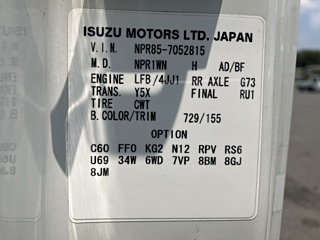 ISUZU MOTORS LTD. JAPAN
V.I.N. NPR85-7052815
M.D. NPR1WN H AD/BF
ENGINE LFB/4JJ1 RR AXLE G73
TRANS. Y5X FINAL RU1
TIRE CWT
B.COLOR/TRIM 729/155
OPTION
C60 FF0 KG2 N12 RPV RS6
U69 34W 6WD 7VP 8BM 8GJ
8JM